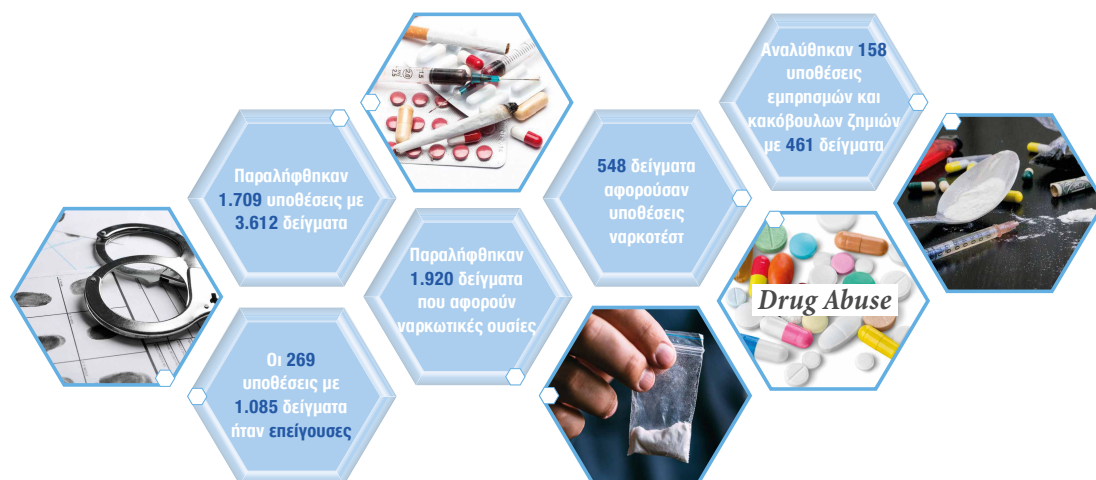 Παραλήφθηκαν
1.709 υποθέσεις με
3.612 δείγματα
Οι 269
υποθέσεις με
1.085 δείγματα
ήταν επείγουσες
Παραλήφθηκαν
1.920 δείγματα
που αφορούν
ναρκωτικές ουσίες
548 δείγματα
αφορούσαν
υποθέσεις
ναρκοτέστ
Αναλύθηκαν 158
υποθέσεις
εμπρησμών και
κακόβουλων ζημιών
με 461 δείγματα
Drug Abuse